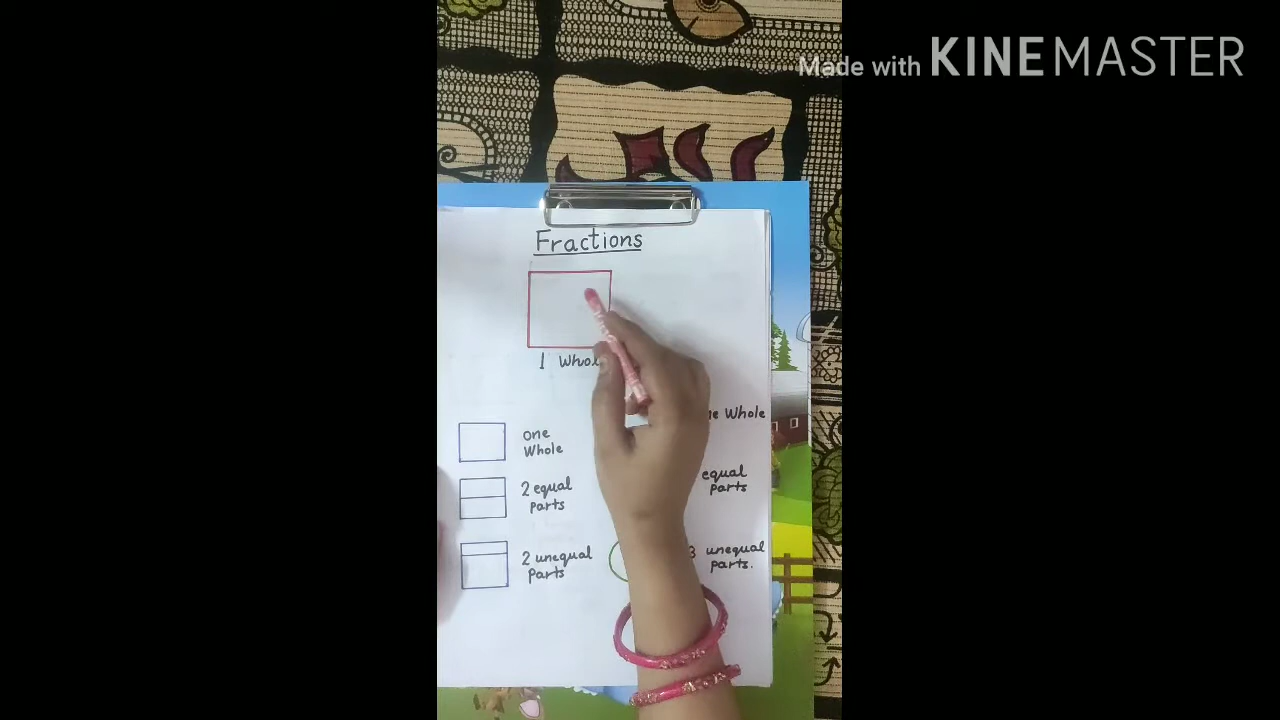 Made with KINEMASTER
Fractions
1 Whole
Whole
one
Whole
2 equal
parts
equal
parts
2 unequal
Parts
3 unequal
parts.